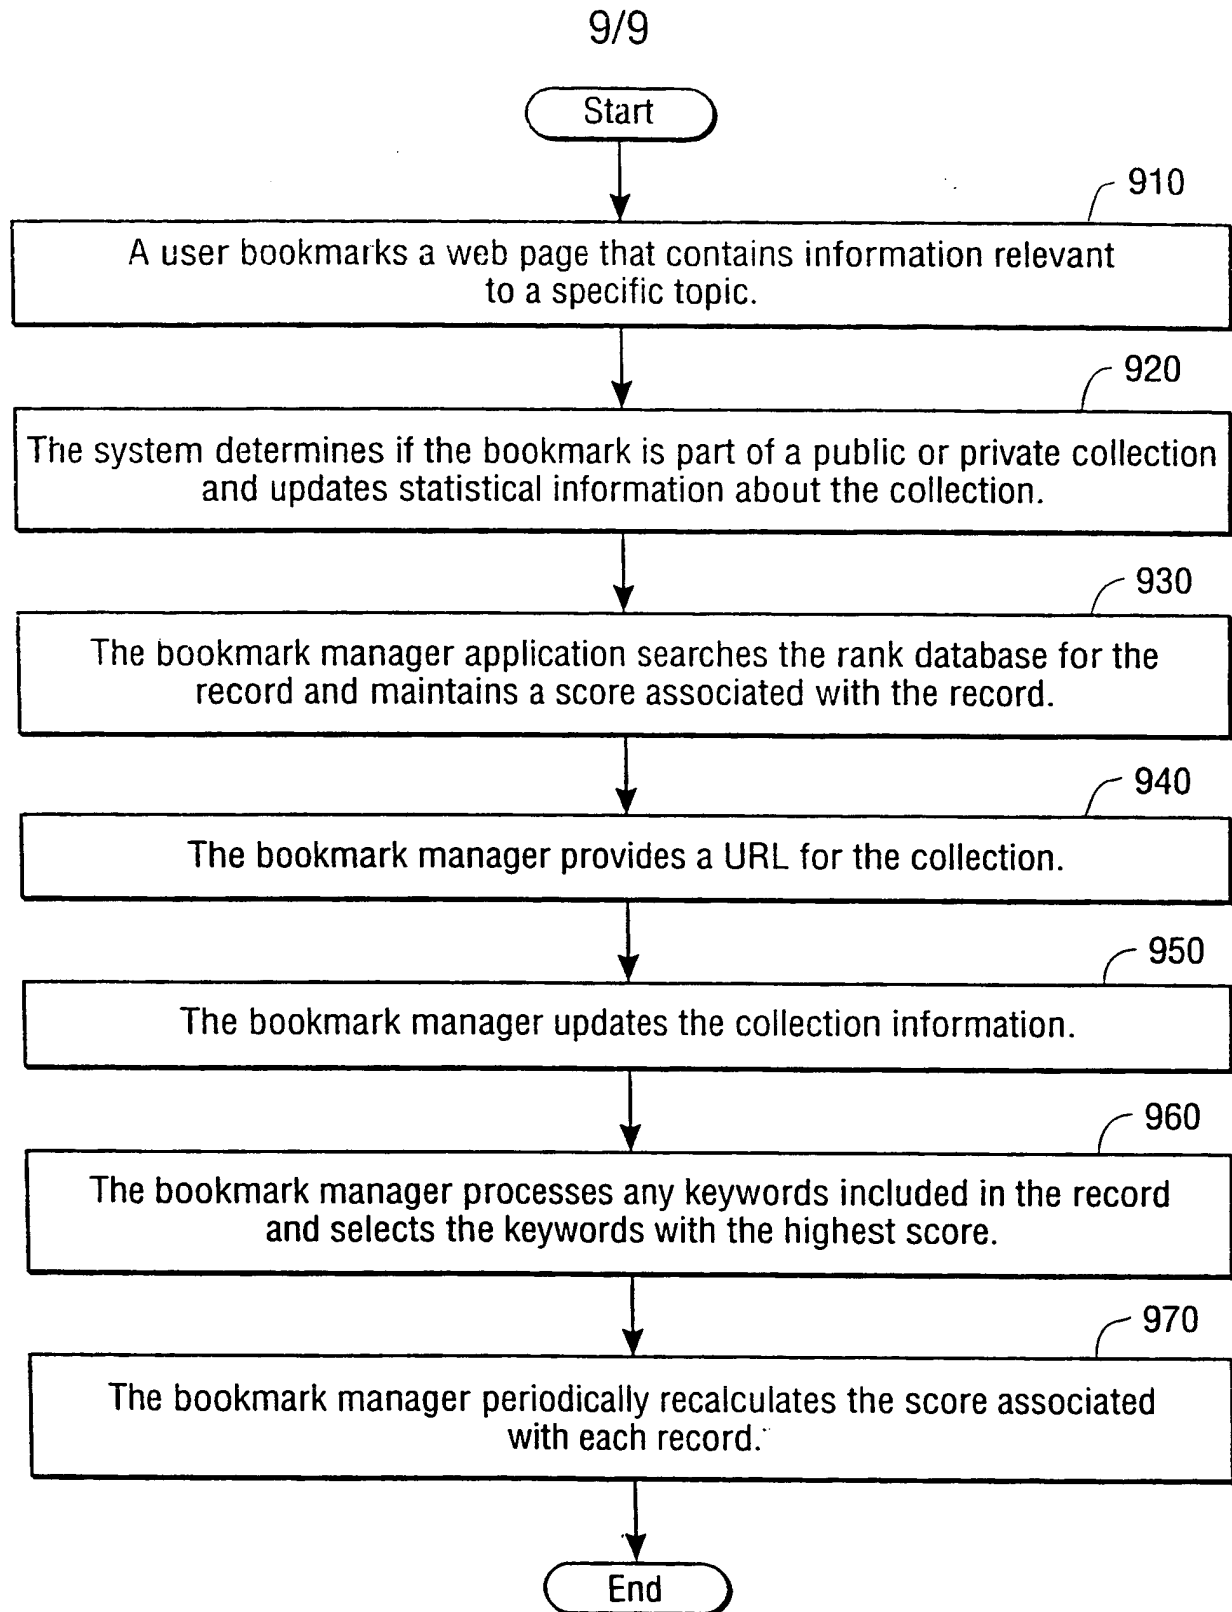 9/9
Start
910
A user bookmarks a web page that contains information relevant
to a specific topic.
920
The system determines if the bookmark is part of a public or private collection
and updates statistical information about the collection.
930
The bookmark manager application searches the rank database for the
record and maintains a score associated with the record.
940
The bookmark manager provides a URL for the collection.
950
The bookmark manager updates the collection information.
960
The bookmark manager processes any keywords included in the record
and selects the keywords with the highest score.
970
The bookmark manager periodically recalculates the score associated
with each record.
End